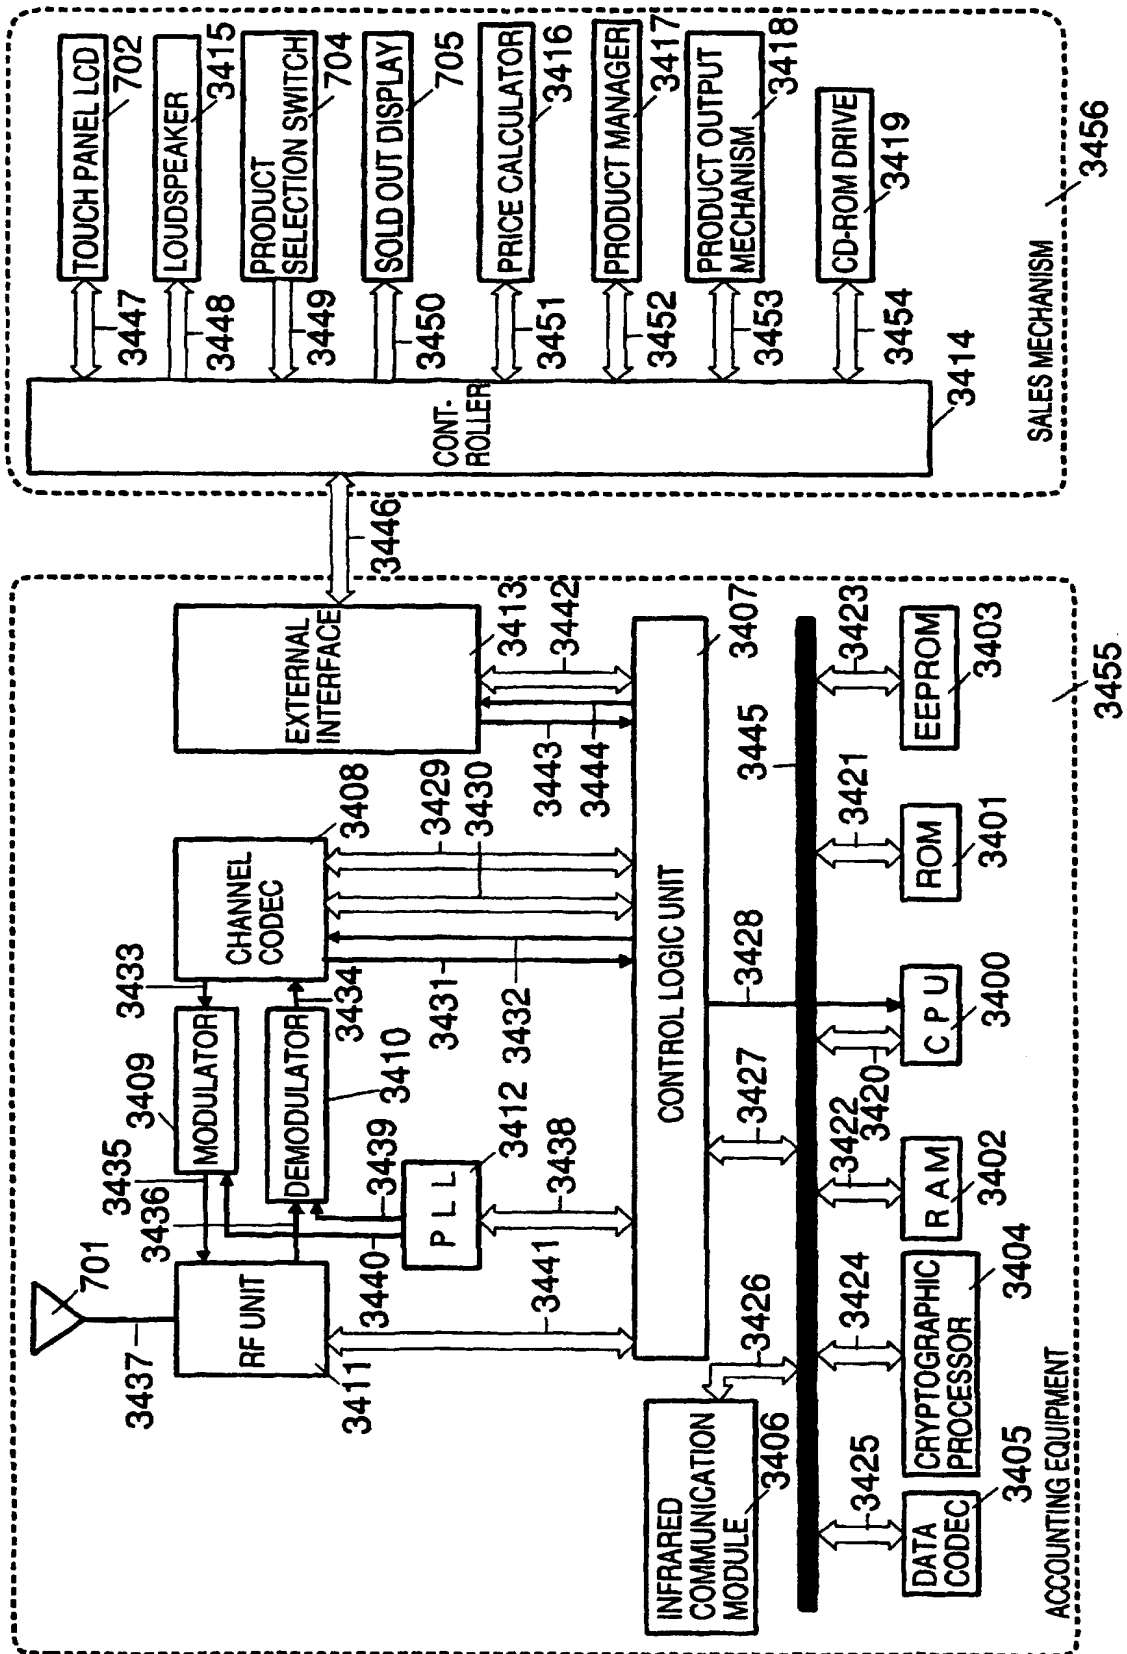 701
3437
RF UNIT
3411
3435
3436
3409
MODULATOR
DEMODULATOR
3410
3433
3434
CHANNEL
CODEC
3408
3440
3439
P L L
3412
3441
3438
3431
3432
3429
3430
EXTERNAL
INTERFACE
3413
3443
3444
3442
3446
INFRARED
COMMUNICATION
MODULE
3406
3426
CONTROL LOGIC UNIT
3407
3427
3428
3445
3425
DATA
CODEC
3405
3424
CRYPTOGRAPHIC
PROCESSOR
3404
3422
R A M
3402
3420
C P U
3400
3421
ROM
3401
3423
EEPROM
3403
ACCOUNTING EQUIPMENT
3455
CONT-
ROLLER
3414
3447
TOUCH PANEL LCD
702
3448
LOUDSPEAKER
3415
3449
PRODUCT
SELECTION SWITCH
704
3450
SOLD OUT DISPLAY
705
3451
PRICE CALCULATOR
3416
3452
PRODUCT MANAGER
3417
3453
PRODUCT OUTPUT
MECHANISM
3418
3454
CD-ROM DRIVE
3419
SALES MECHANISM
3456